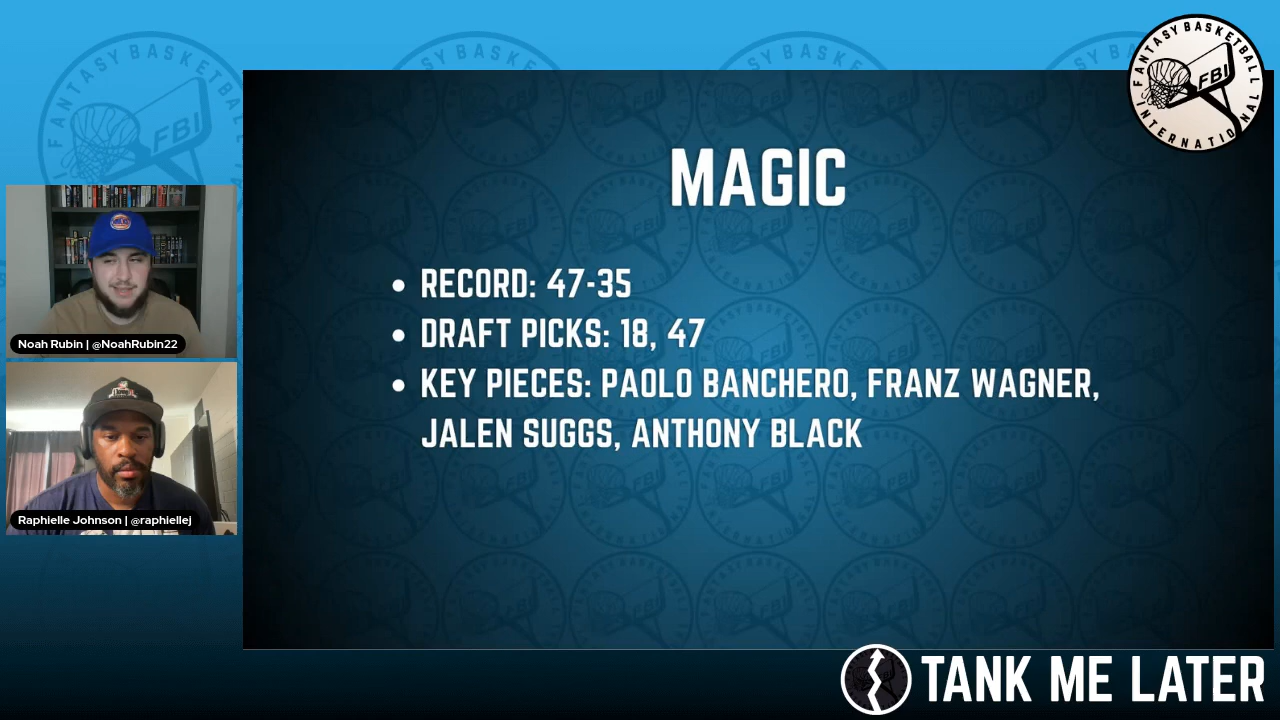 FANTASY BASKETBALL
INTERNATIONAL
FBI
MAGIC
• RECORD: 47-35
• DRAFT PICKS: 18, 47
• KEY PIECES: PAOLO BANCHERO, FRANZ WAGNER,
JALEN SUGGS, ANTHONY BLACK
Noah Rubin | @NoahRubin22
Raphielle Johnson | @raphiellej
TANK ME LATER